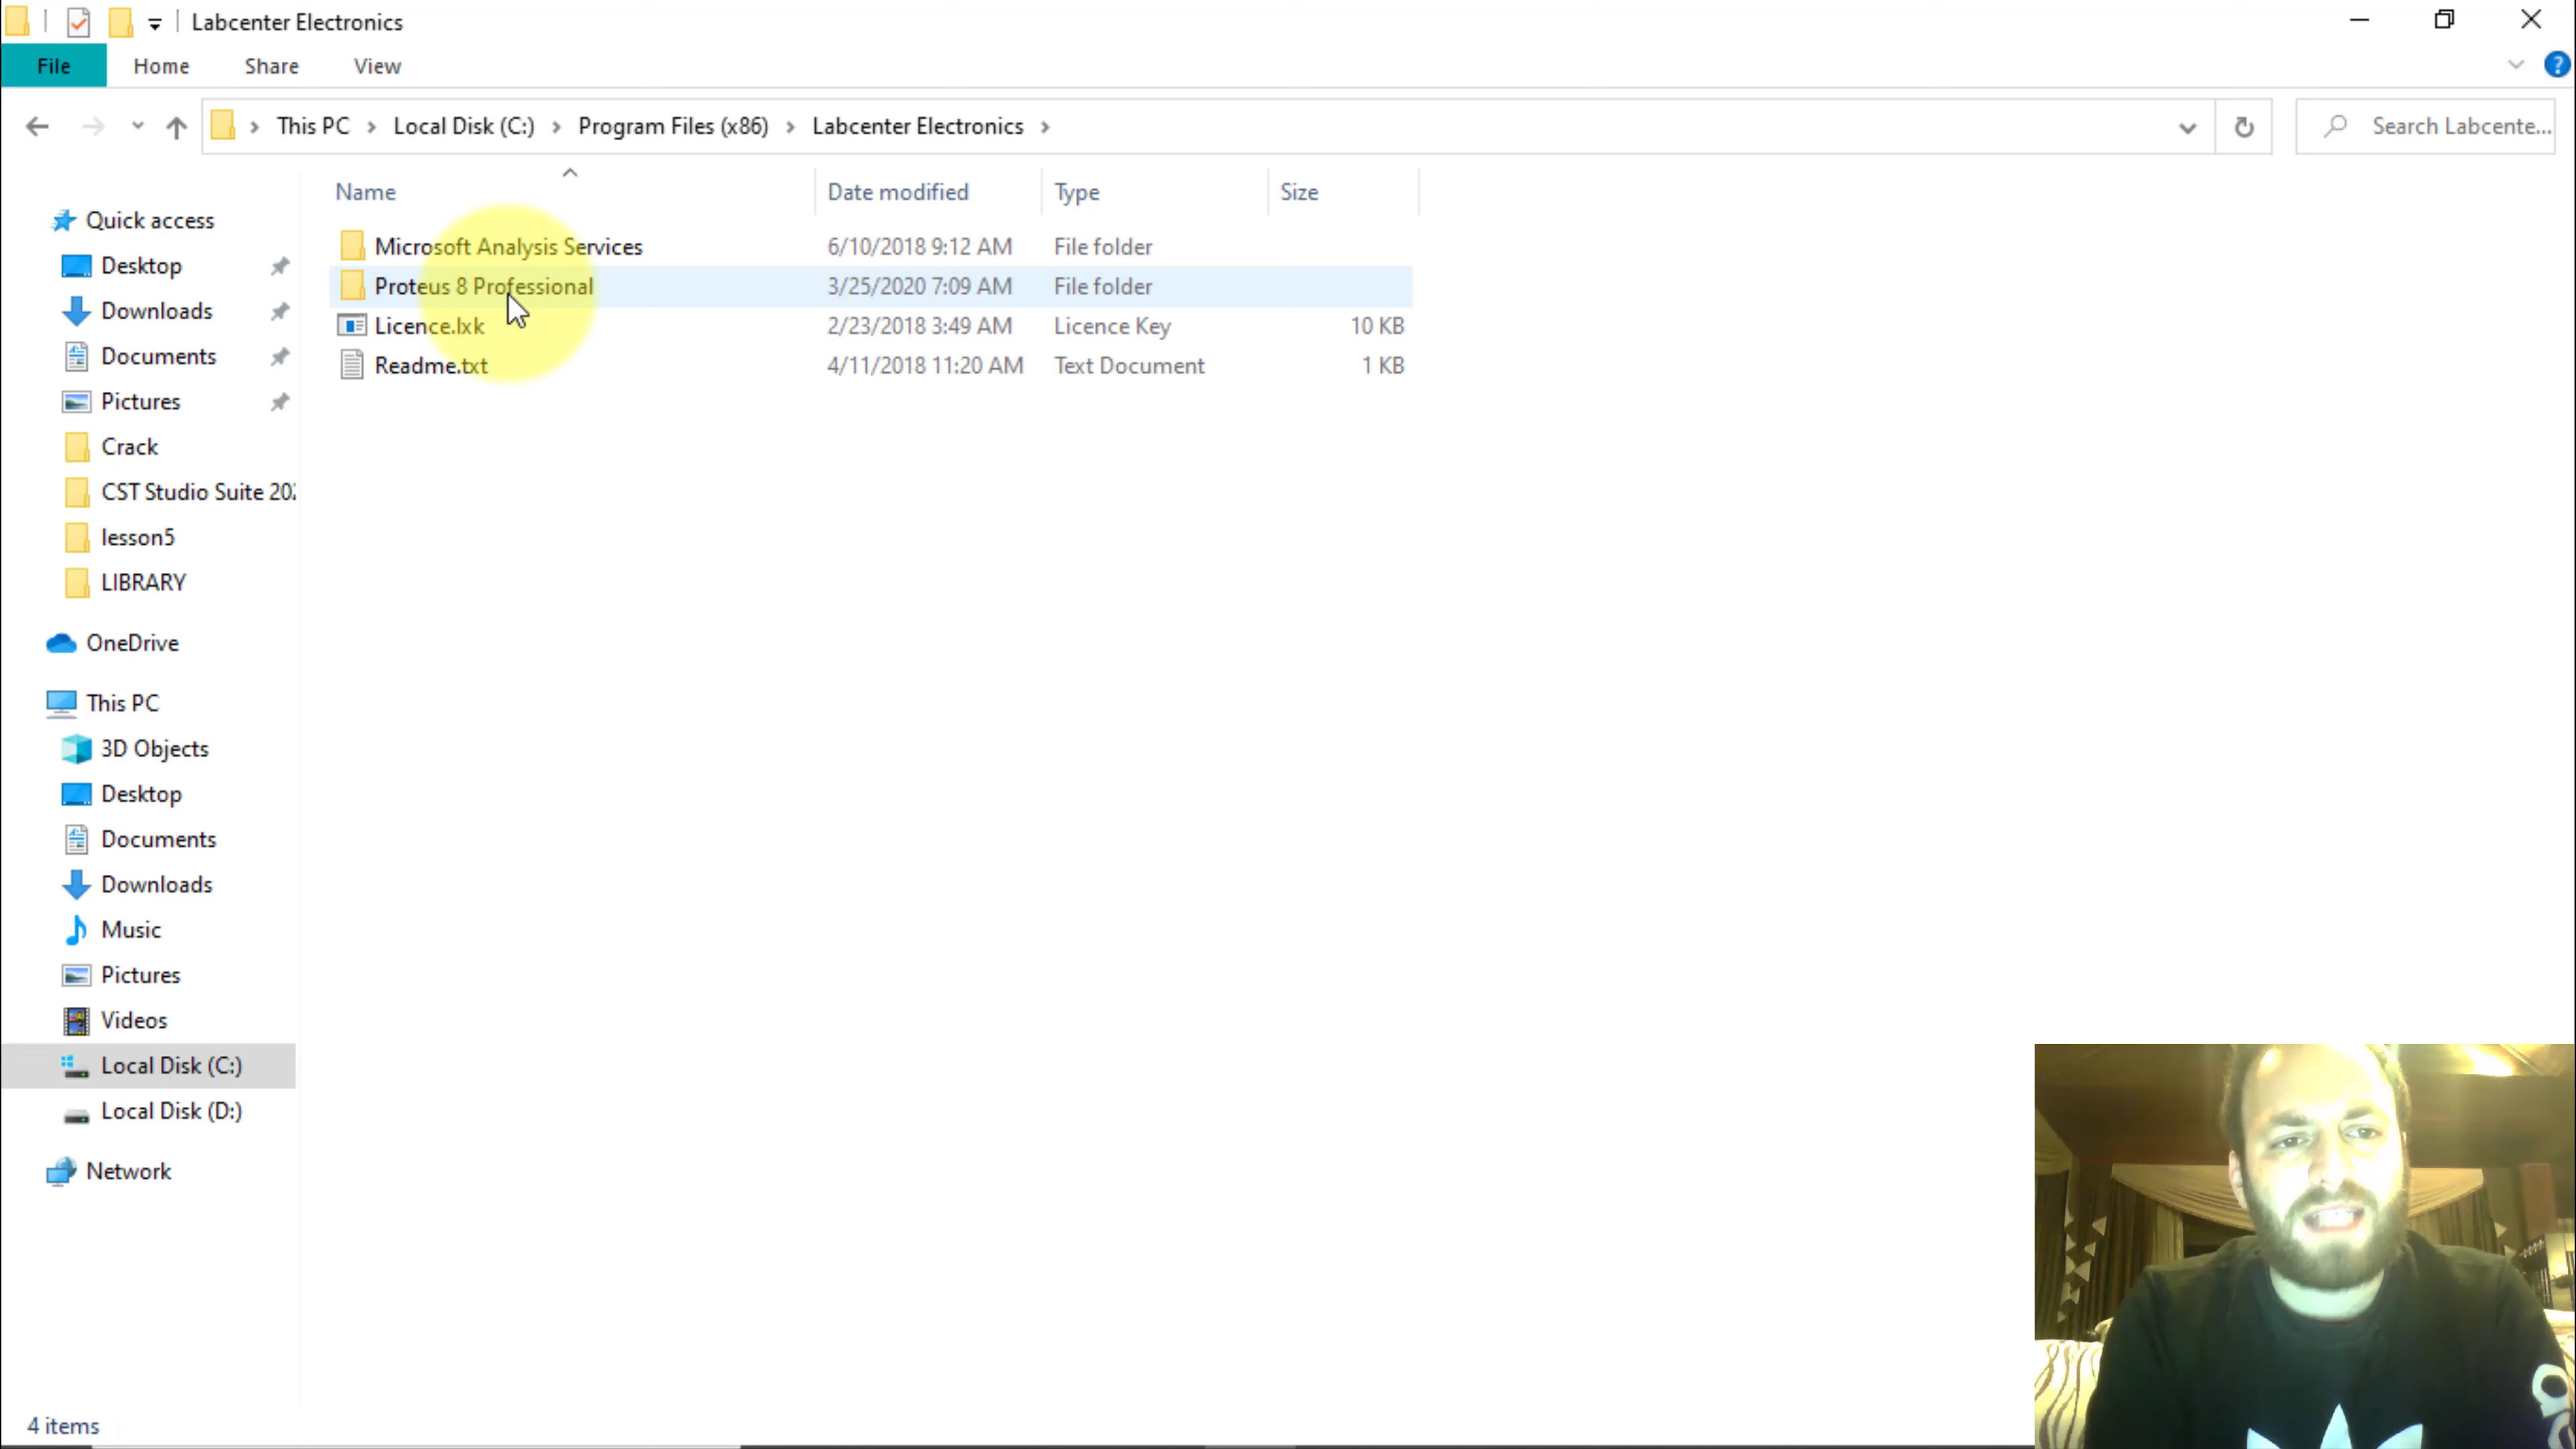 Labcenter Electronics
File Home Share View
This PC Local Disk (C:) Program Files (x86) Labcenter Electronics
Search Labcente...
Name Date modified Type Size
Microsoft Analysis Services 6/10/2018 9:12 AM File folder
Proteus 8 Professional 3/25/2020 7:09 AM File folder
Licence.lxk 2/23/2018 3:49 AM Licence Key 10 KB
Readme.txt 4/11/2018 11:20 AM Text Document 1 KB
Quick access
Desktop
Downloads
Documents
Pictures
Crack
CST Studio Suite 202
lesson5
LIBRARY
OneDrive
This PC
3D Objects
Desktop
Documents
Downloads
Music
Pictures
Videos
Local Disk (C:)
Local Disk (D:)
Network
4 items